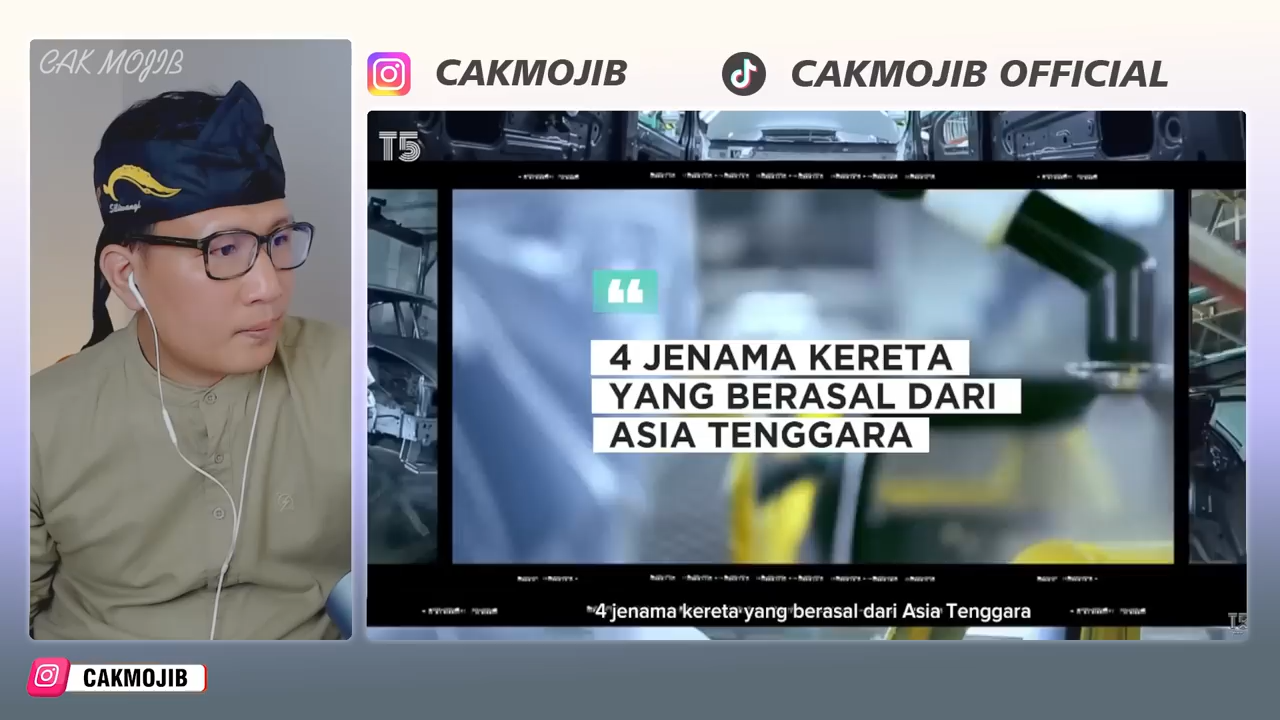 CAK MOJIB
CAKMOJIB
CAKMOJIB OFFICIAL
T5
Sliwangi
“
4 JENAMA KERETA
YANG BERASAL DARI
ASIA TENGGARA
4 jenama kereta yang berasal dari Asia Tenggara
T5
CAKMOJIB